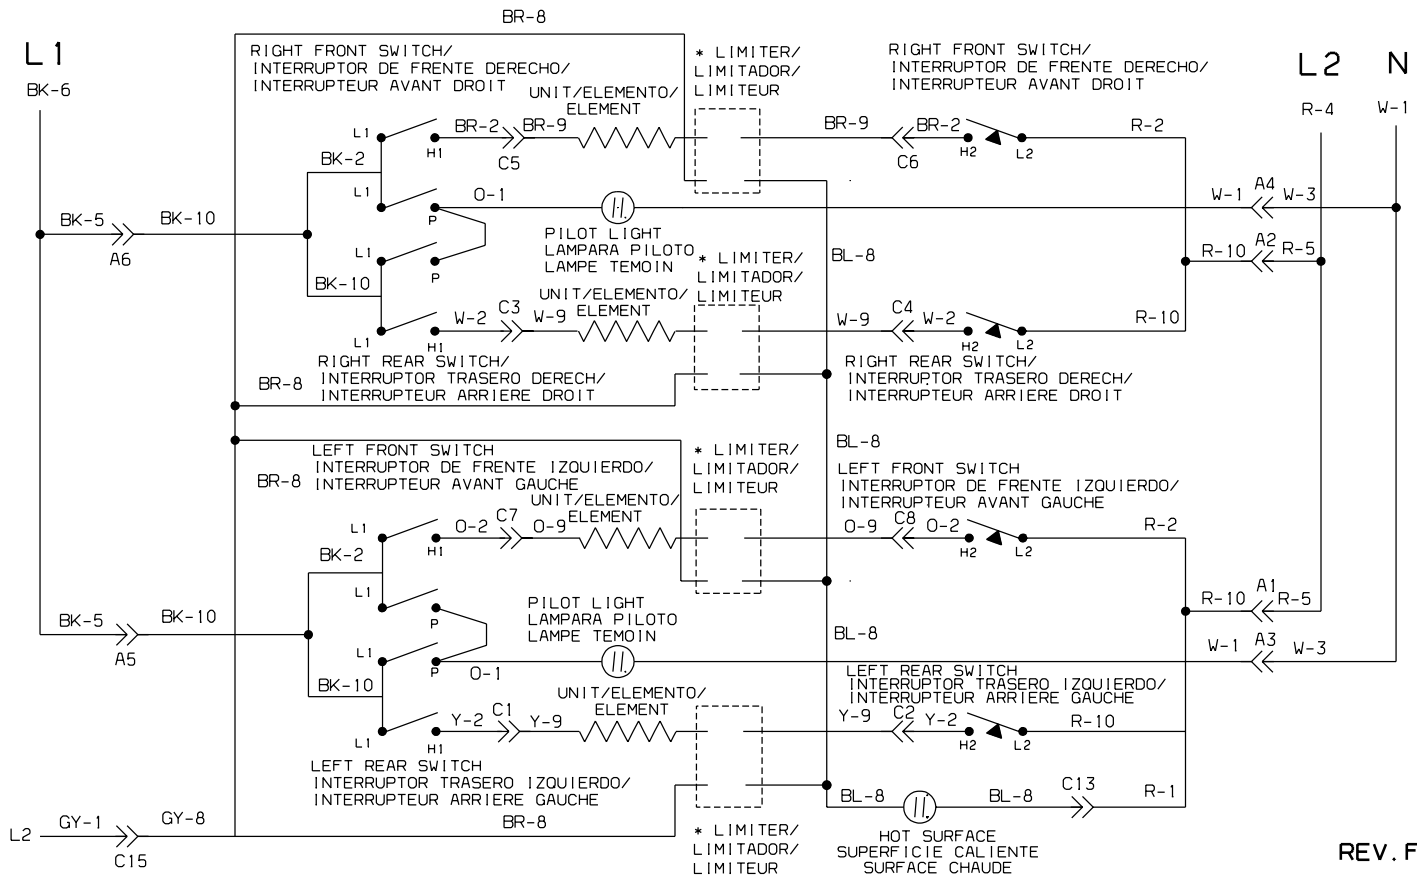 BR-8
L1
BK-6
RIGHT FRONT SWITCH/
INTERRUPTOR DE FRENTE DERECHO/
INTERRUPTEUR AVANT DROIT
* LIMITER/
LIMITADOR/
LIMITEUR
RIGHT FRONT SWITCH/
INTERRUPTOR DE FRENTE DERECHO/
INTERRUPTEUR AVANT DROIT
L2
N
R-4
W-1
UNIT/ELEMENTO/
ELEMENT
L1
BR-2
BR-9
H1
C5
BR-9
BR-2
C6
H2
L2
R-2
BK-2
L1
O-1
P
W-1
A4
W-3
BK-5
BK-10
A6
PILOT LIGHT
LAMPARA PILOTO
LAMPE TEMOIN
L1
P
BL-8
R-10
A2
R-5
* LIMITER/
LIMITADOR/
LIMITEUR
BK-10
UNIT/ELEMENTO/
ELEMENT
L1
W-2
C3
W-9
H1
W-9
C4
W-2
H2
L2
R-10
RIGHT REAR SWITCH/
INTERRUPTOR TRASERO DERECH/
INTERRUPTEUR ARRIERE DROIT
BR-8
RIGHT REAR SWITCH/
INTERRUPTOR TRASERO DERECH/
INTERRUPTEUR ARRIERE DROIT
BL-8
LEFT FRONT SWITCH
INTERRUPTOR DE FRENTE IZQUIERDO/
INTERRUPTEUR AVANT GAUCHE
BR-8
* LIMITER/
LIMITADOR/
LIMITEUR
LEFT FRONT SWITCH
INTERRUPTOR DE FRENTE IZQUIERDO/
INTERRUPTEUR AVANT GAUCHE
UNIT/ELEMENTO/
ELEMENT
L1
O-2
C7
O-9
H1
O-9
C8
O-2
H2
L2
R-2
BK-2
L1
P
PILOT LIGHT
LAMPARA PILOTO
LAMPE TEMOIN
R-10
A1
R-5
BK-5
BK-10
A5
BL-8
L1
P
O-1
W-1
A3
W-3
BK-10
LEFT REAR SWITCH
INTERRUPTOR TRASERO IZQUIERDO/
INTERRUPTEUR ARRIERE GAUCHE
UNIT/ELEMENTO/
ELEMENT
L1
Y-2
C1
Y-9
H1
Y-9
C2
Y-2
H2
L2
R-10
LEFT REAR SWITCH
INTERRUPTOR TRASERO IZQUIERDO/
INTERRUPTEUR ARRIERE GAUCHE
BL-8
BL-8
C13
R-1
L2
GY-1
GY-8
C15
BR-8
* LIMITER/
LIMITADOR/
LIMITEUR
HOT SURFACE
SUPERFICIE CALIENTE
SURFACE CHAUDE
REV. F